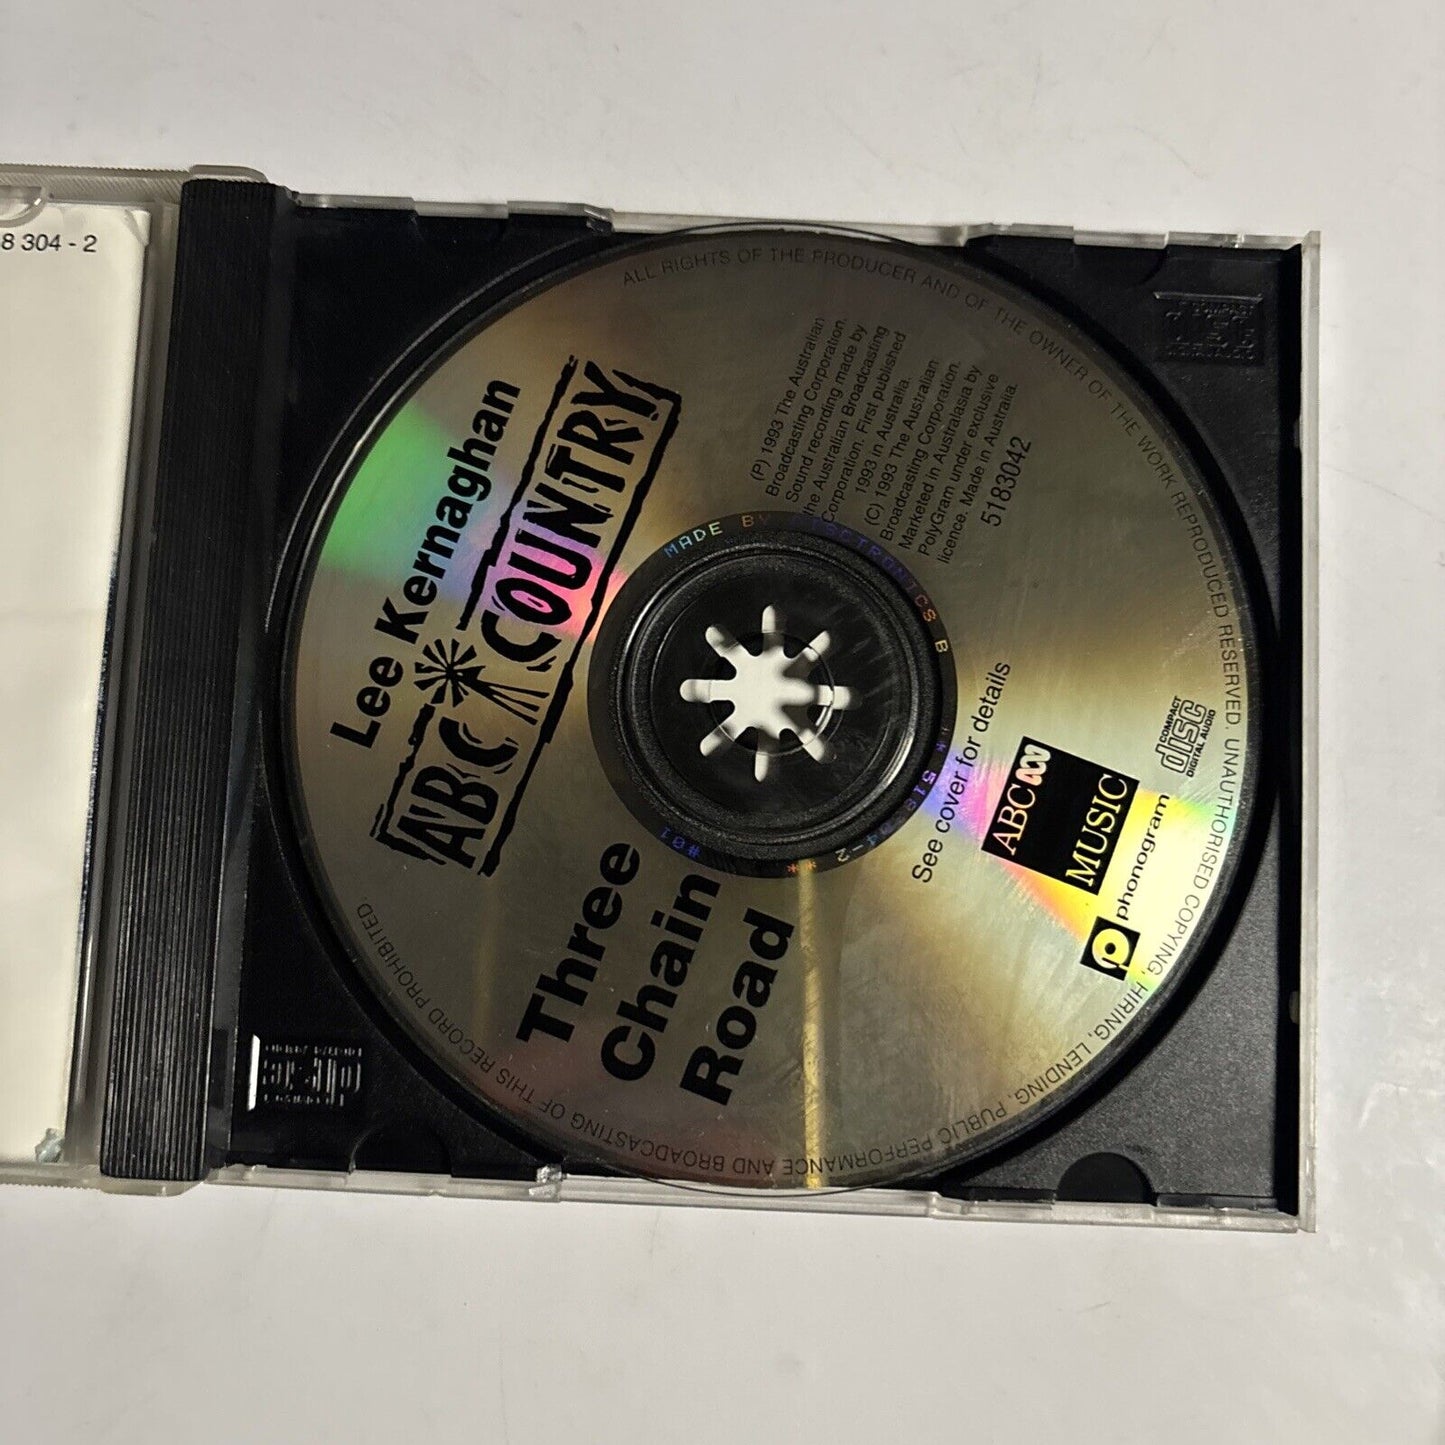 8 304 - 2
Lee Kernaghan
ABC COUNTRY
Three
Chain
Road
(P) 1993 The Australian
Broadcasting Corporation.
Sound recording made by
the Australian Broadcasting
Corporation. First published
1993 in Australia.
(C) 1993 The Australian
Broadcasting Corporation.
Marketed in Australasia by
PolyGram under exclusive
licence. Made in Australia.
5183042
See cover for details
ABC
MUSIC
phonogram
COMPACT
disc
DIGITAL AUDIO
ALL RIGHTS OF THE PRODUCER AND OF THE OWNER OF THE WORK REPRODUCED RESERVED. UNAUTHORISED COPYING, HIRING, LENDING, PUBLIC PERFORMANCE AND BROADCASTING OF THIS RECORD PROHIBITED
MADE BY
B
#01